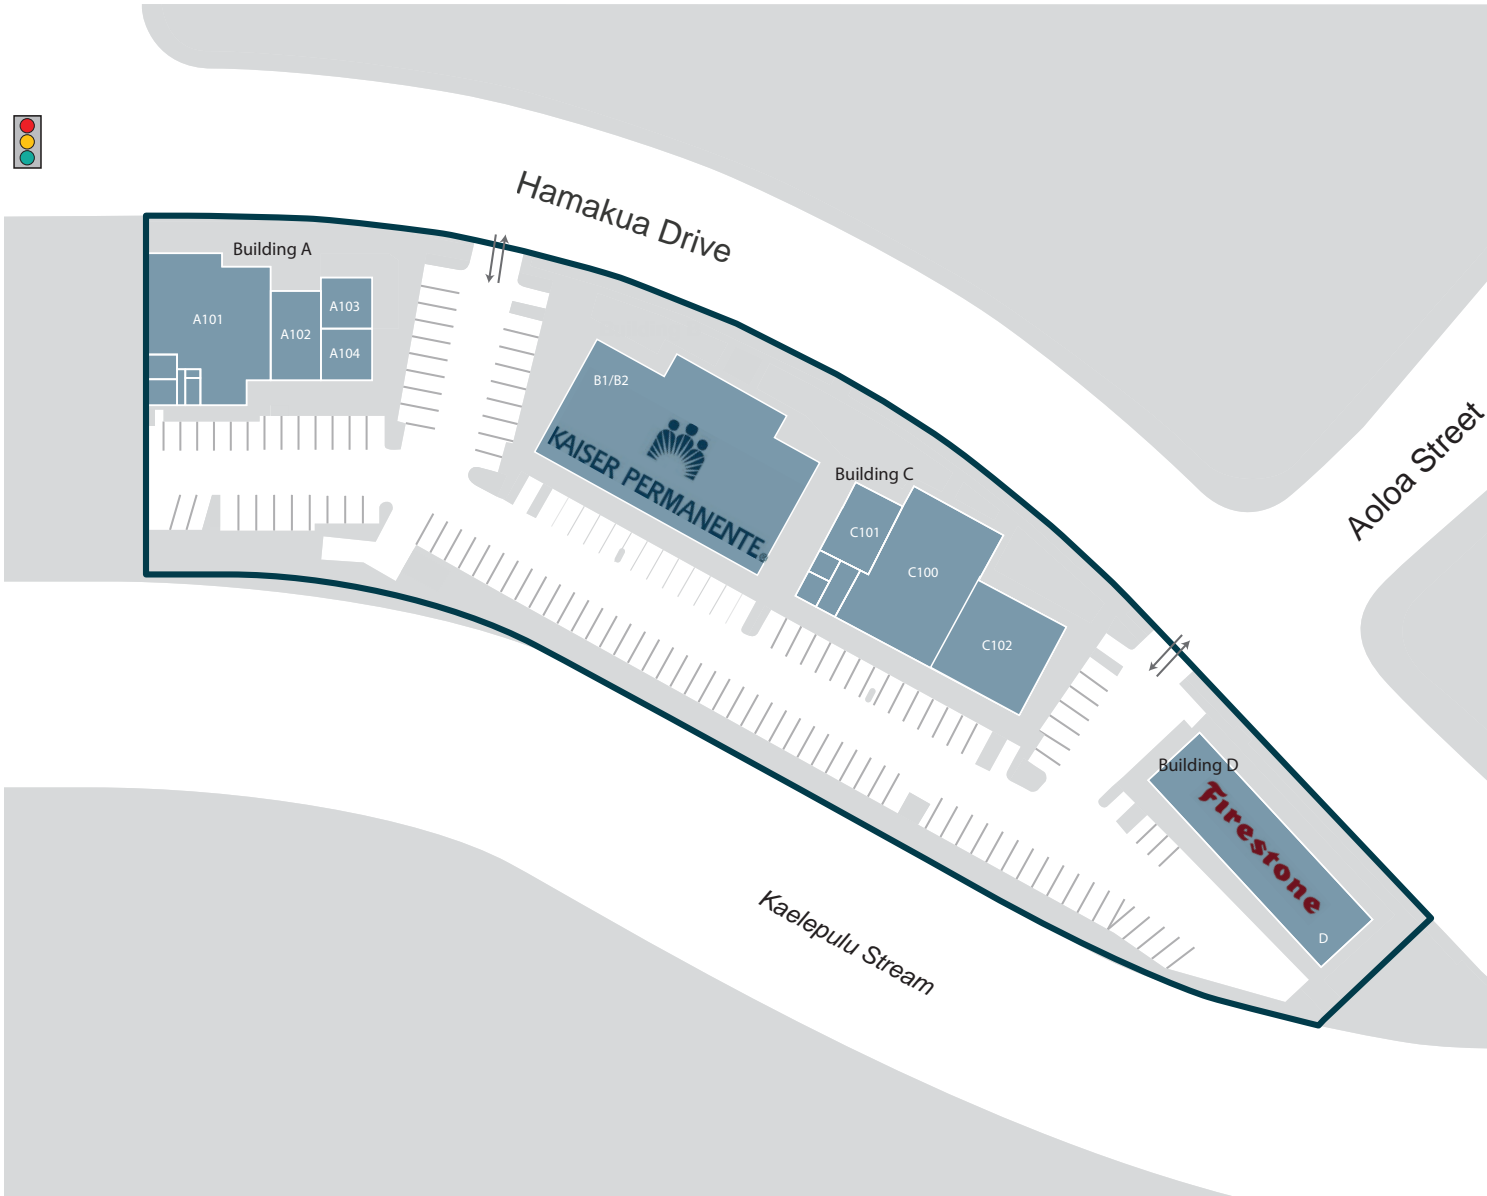 Hamakua Drive
Building A
A101
A102
A103
A104
B1/B2
KAISER PERMANENTE®
Building C
C101
C100
C102
Aoloa Street
Building D
Firestone
D
Kaelepulu Stream